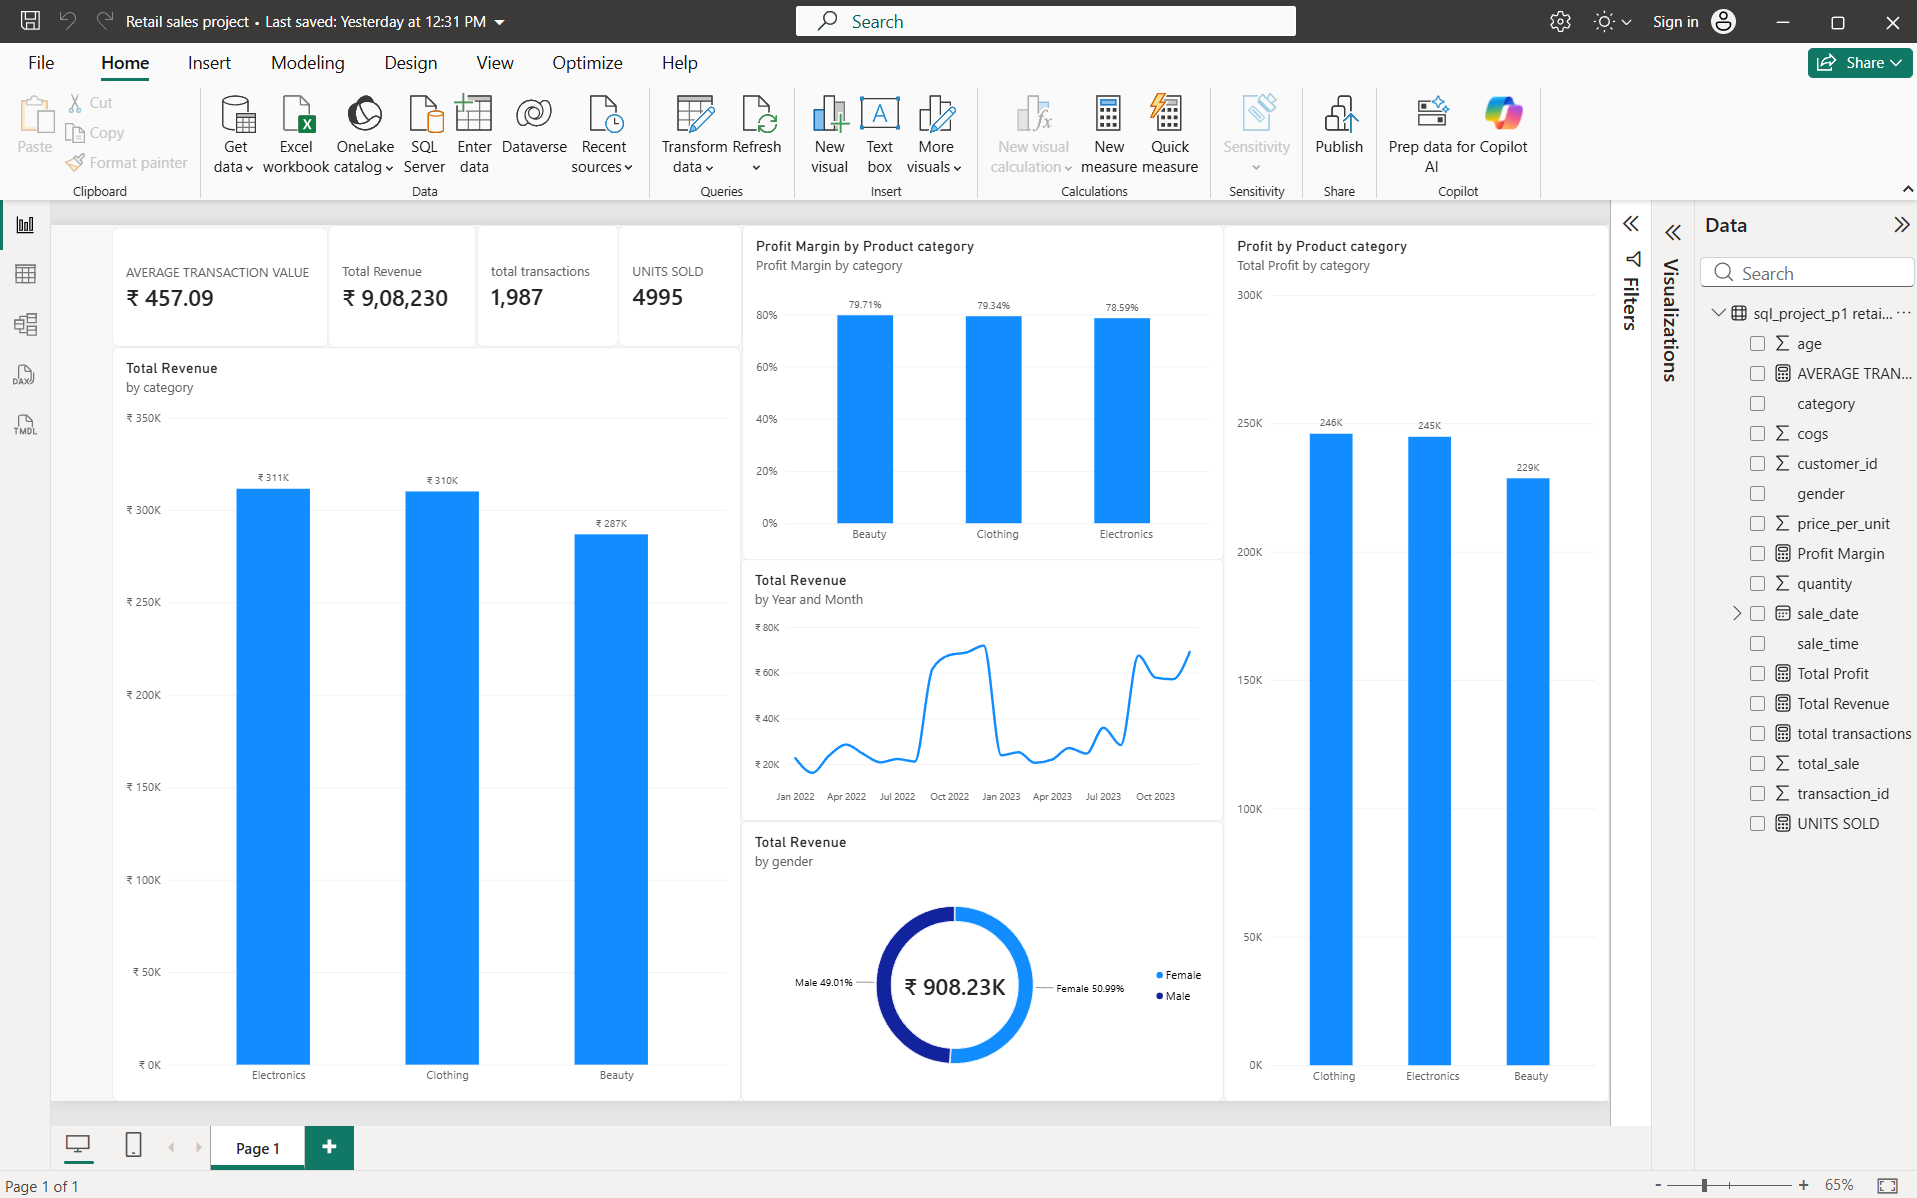 Retail sales project • Last saved: Yesterday at 12:31 PM
Search
Sign in
File
Home
Insert
Modeling
Design
View
Optimize
Help
Share
Paste
Cut
Copy
Format painter
Clipboard
Get data
Excel workbook
OneLake catalog
SQL Server
Enter data
Dataverse
Recent sources
Data
Transform data
Refresh
Queries
New visual
Text box
More visuals
Insert
New visual calculation
New measure
Quick measure
Calculations
Sensitivity
Sensitivity
Publish
Share
Prep data for AI
Copilot
Copilot
DAX
TMDL
AVERAGE TRANSACTION VALUE
₹ 457.09
Total Revenue
₹ 9,08,230
total transactions
1,987
UNITS SOLD
4995
Total Revenue
by category
₹ 350K
₹ 300K
₹ 250K
₹ 200K
₹ 150K
₹ 100K
₹ 50K
₹ 0K
₹ 311K
₹ 310K
₹ 287K
Electronics
Clothing
Beauty
Profit Margin by Product category
Profit Margin by category
80%
60%
40%
20%
0%
79.71%
79.34%
78.59%
Beauty
Clothing
Electronics
Total Revenue
by Year and Month
₹ 80K
₹ 60K
₹ 40K
₹ 20K
Jan 2022
Apr 2022
Jul 2022
Oct 2022
Jan 2023
Apr 2023
Jul 2023
Oct 2023
Total Revenue
by gender
Male 49.01%
₹ 908.23K
Female 50.99%
Female
Male
Profit by Product category
Total Profit by category
300K
250K
200K
150K
100K
50K
0K
246K
245K
229K
Clothing
Electronics
Beauty
Filters
Visualizations
Data
Search
sql_project_p1 retai...
age
AVERAGE TRAN...
category
cogs
customer_id
gender
price_per_unit
Profit Margin
quantity
sale_date
sale_time
Total Profit
Total Revenue
total transactions
total_sale
transaction_id
UNITS SOLD
Page 1
Page 1 of 1
65%